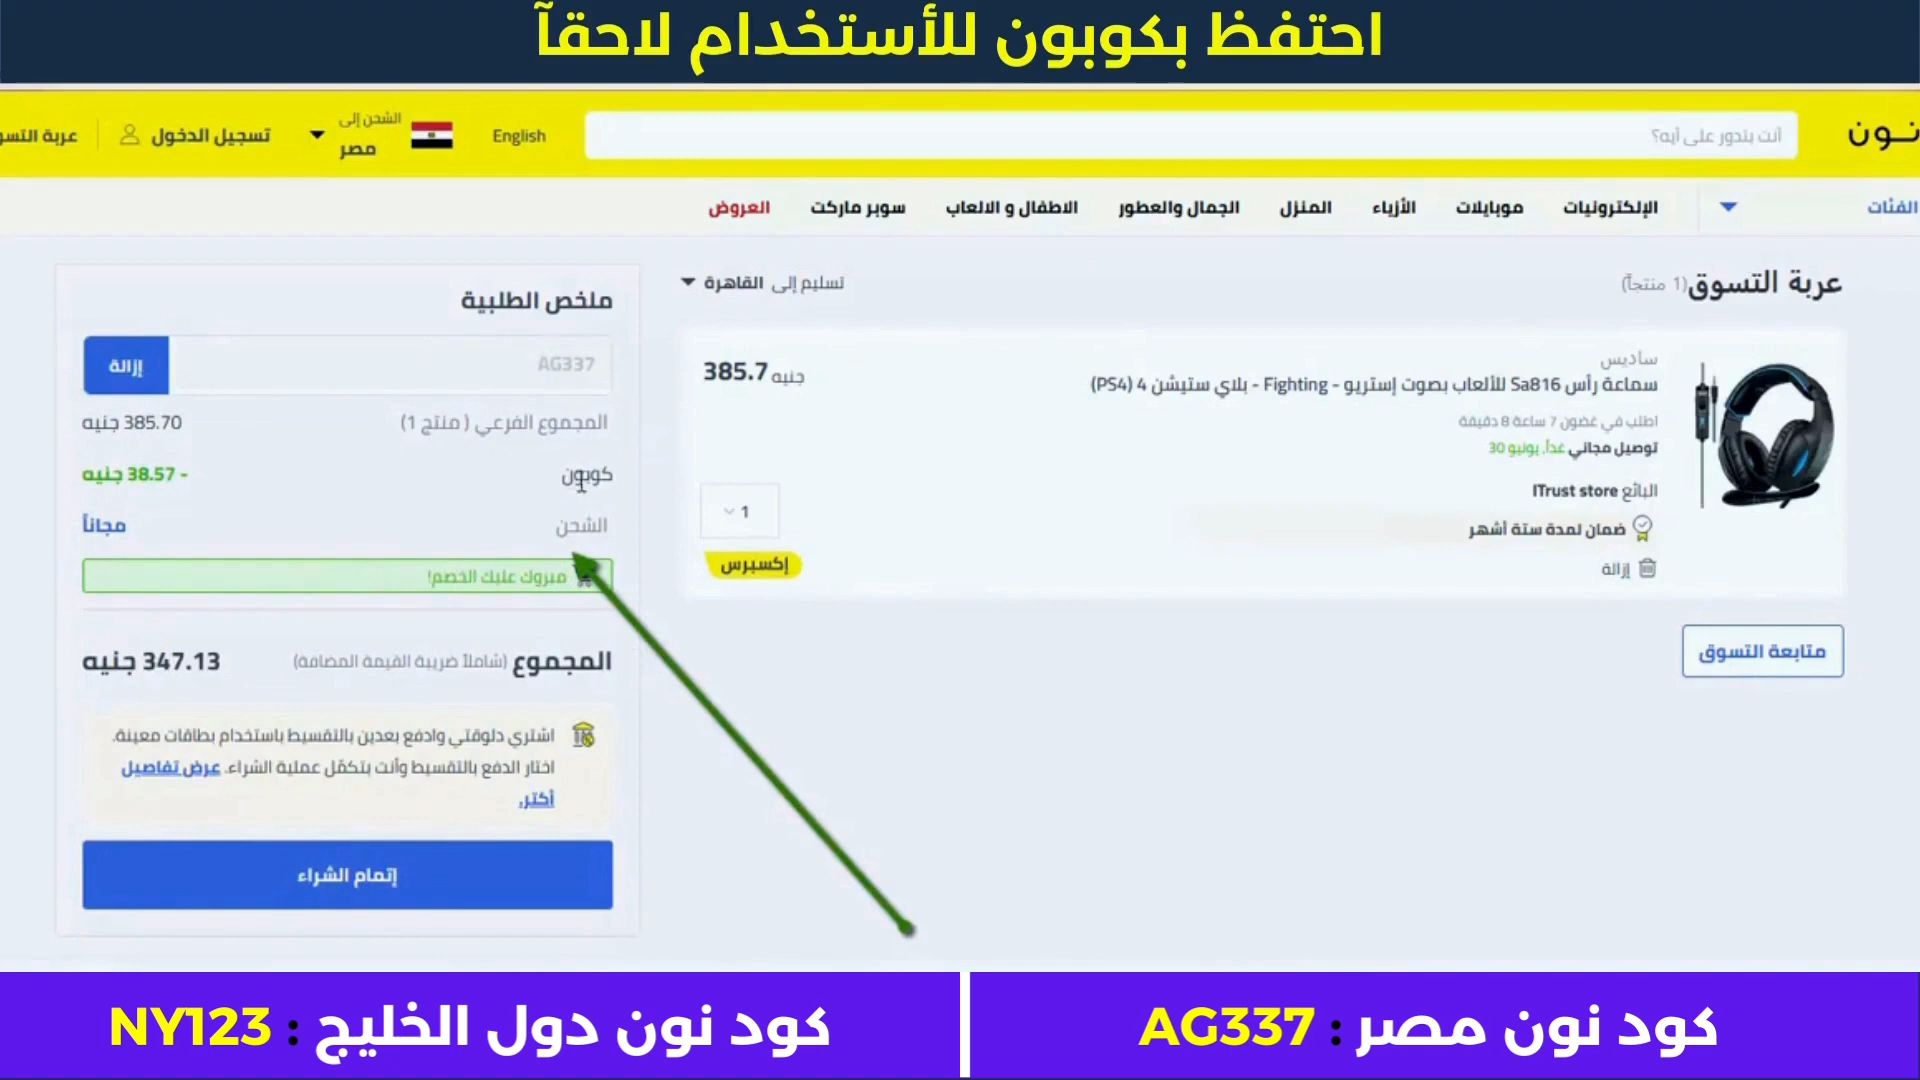 احتفظ بكوبون للأستخدام لاحقآ
نون
أنت بتدور على أيه؟
English
الشحن إلى
مصر
تسجيل الدخول
عربة التسو
الفئات
الإلكترونيات
موبايلات
الأزياء
المنزل
الجمال والعطور
الاطفال و الالعاب
سوبر ماركت
العروض
عربة التسوق (1 منتجاً)
تسليم إلى القاهرة
ساديس
سماعة رأس Sa816 للألعاب بصوت إستريو - Fighting - بلاي ستيشن 4 (PS4)
جنيه 385.7
اطلب في غضون 7 ساعة 8 دقيقة
توصيل مجاني غداً, يونيو 30
البائع ITrust store
ضمان لمدة ستة أشهر
إزالة
1
إكسبرس
متابعة التسوق
ملخص الطلبية
AG337
إزالة
المجموع الفرعي ( منتج 1)
385.70 جنيه
كوبون
- 38.57 جنيه
الشحن
مجاناً
مبروك عليك الخصم!
المجموع (شاملاً ضريبة القيمة المضافة)
347.13 جنيه
اشتري دلوقتي وادفع بعدين بالتقسيط باستخدام بطاقات معينة.
اختار الدفع بالتقسيط وأنت بتكمّل عملية الشراء. عرض تفاصيل
أكتر.
إتمام الشراء
كود نون مصر : AG337
كود نون دول الخليج : NY123